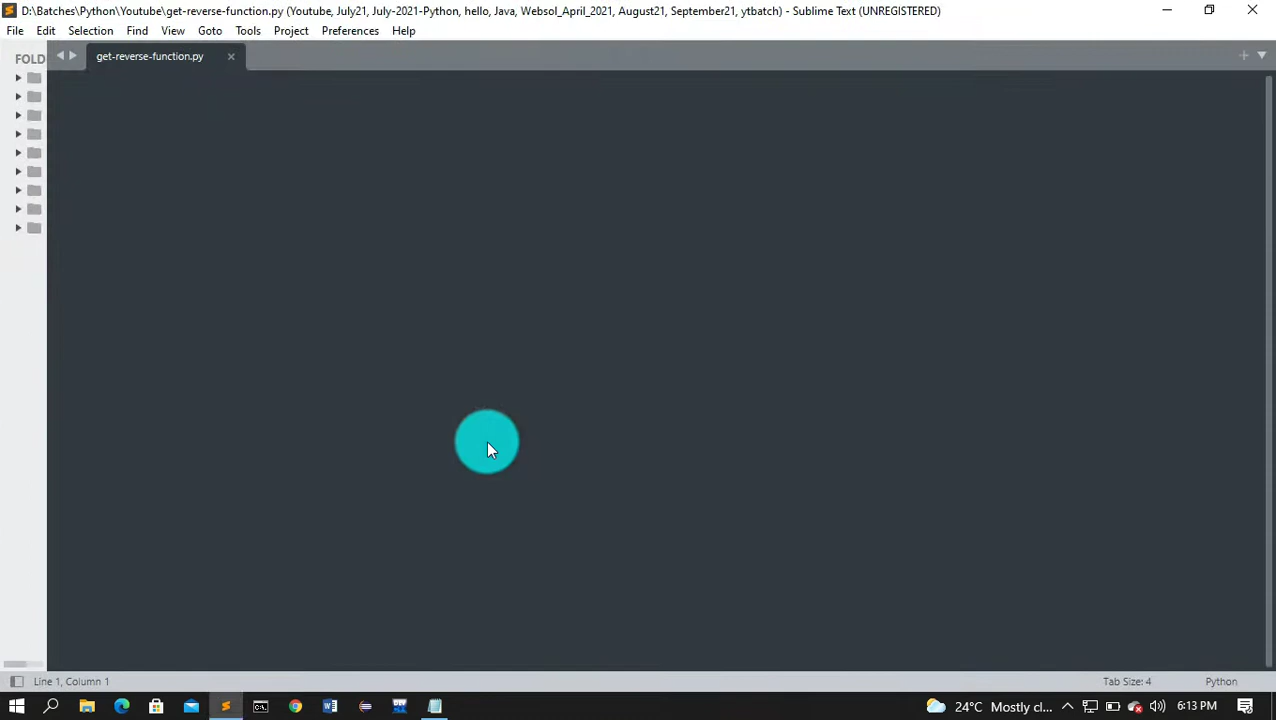 D:\Batches\Python\Youtube\get-reverse-function.py (Youtube, July21, July-2021-Python, hello, Java, Websol_April_2021, August21, September21, ytbatch) - Sublime Text (UNREGISTERED)
File Edit Selection Find View Goto Tools Project Preferences Help
FOLD
get-reverse-function.py
Line 1, Column 1
Tab Size: 4
Python
24°C Mostly cl...
6:13 PM